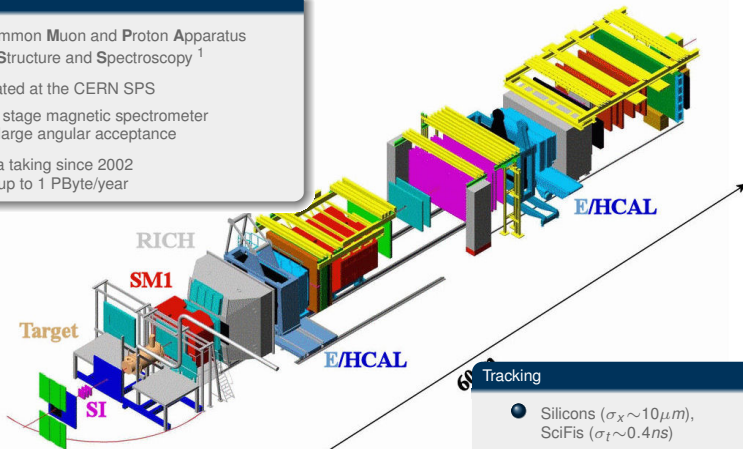 mmon Muon and Proton Apparatus
Structure and Spectroscopy 1
ated at the CERN SPS
stage magnetic spectrometer
large angular acceptance
a taking since 2002
up to 1 PByte/year
E/HCAL
RICH
SM1
Target
E/HCAL
SI
60
Tracking
Silicons (σx∼10μm),
SciFis (σt∼0.4ns)